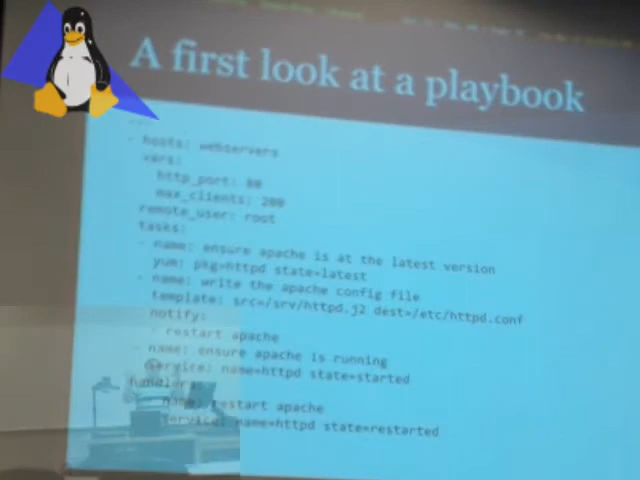 A first look at a playbook
---
- hosts: webservers
vars:
http_port: 80
max_clients: 200
remote_user: root
tasks:
- name: ensure apache is at the latest version
yum: pkg=httpd state=latest
- name: write the apache config file
template: src=/srv/httpd.j2 dest=/etc/httpd.conf
notify:
- restart apache
- name: ensure apache is running
service: name=httpd state=started
handlers:
name: restart apache
service: name=httpd state=restarted